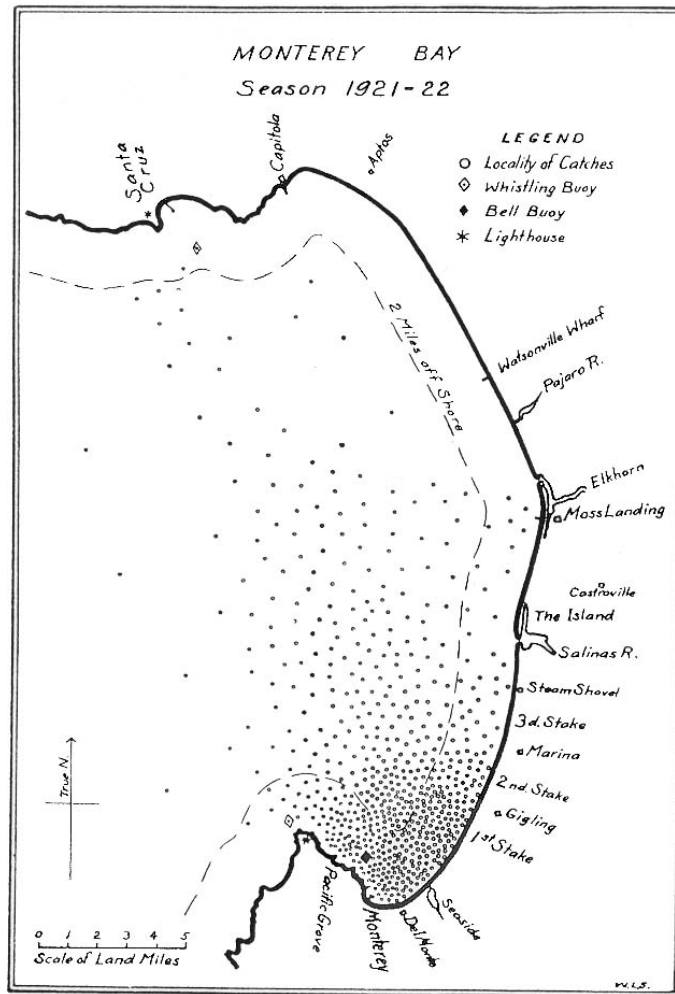 MONTEREY BAY
Season 1921-22
LEGEND
Locality of Catches
Whistling Buoy
Bell Buoy
Lighthouse
Santa
Cruz
Capitola
Aptos
2 Miles off Shore
Watsonville Wharf
Pajaro R.
Elkhorn
Moss Landing
Castroville
The Island
Salinas R.
Steam Shovel
3d. Stake
Marina
2nd. Stake
Gigling
1st Stake
Seaside
Del Monte
Monterey
Pacific Grove
True N.
0 1 2 3 4 5
Scale of Land Miles
W.L.S.